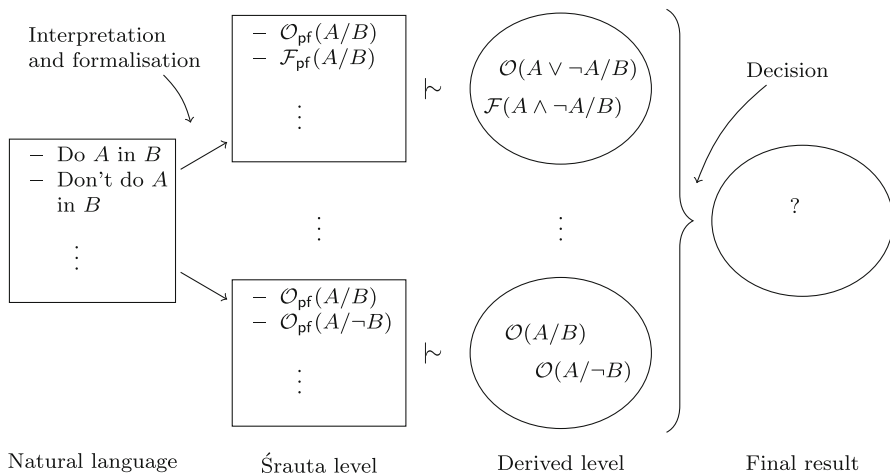 Interpretation
and formalisation
– Do A in B
– Don't do A
in B
⋮
– 𝒪pf(A/B)
– ℱpf(A/B)
⋮
|~
𝒪(A ∨ ¬A/B)
ℱ(A ∧ ¬A/B)
⋮
⋮
– 𝒪pf(A/B)
– 𝒪pf(A/¬B)
⋮
|~
𝒪(A/B)
𝒪(A/¬B)
Decision
?
Natural language
Śrauta level
Derived level
Final result